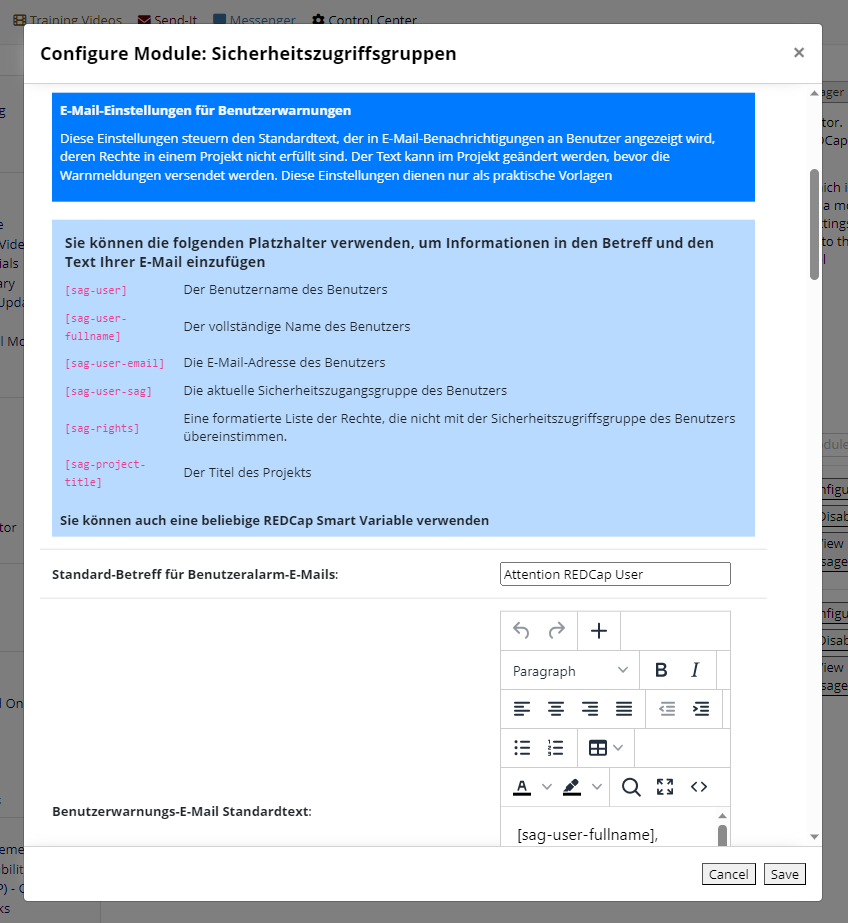 Training Videos Send-It Messenger Control Center
Configure Module: Sicherheitszugriffsgruppen
×
E-Mail-Einstellungen für Benutzerwarnungen
Diese Einstellungen steuern den Standardtext, der in E-Mail-Benachrichtigungen an Benutzer angezeigt wird,
deren Rechte in einem Projekt nicht erfüllt sind. Der Text kann im Projekt geändert werden, bevor die
Warnmeldungen versendet werden. Diese Einstellungen dienen nur als praktische Vorlagen
Sie können die folgenden Platzhalter verwenden, um Informationen in den Betreff und den
Text Ihrer E-Mail einzufügen
[sag-user] Der Benutzername des Benutzers
[sag-user-
fullname] Der vollständige Name des Benutzers
[sag-user-email] Die E-Mail-Adresse des Benutzers
[sag-user-sag] Die aktuelle Sicherheitszugangsgruppe des Benutzers
[sag-rights] Eine formatierte Liste der Rechte, die nicht mit der Sicherheitszugriffsgruppe des Benutzers
übereinstimmen.
[sag-project-
title] Der Titel des Projekts
Sie können auch eine beliebige REDCap Smart Variable verwenden
Standard-Betreff für Benutzeralarm-E-Mails: Attention REDCap User
Paragraph B I
A
Benutzerwarnungs-E-Mail Standardtext:
[sag-user-fullname],
Cancel Save